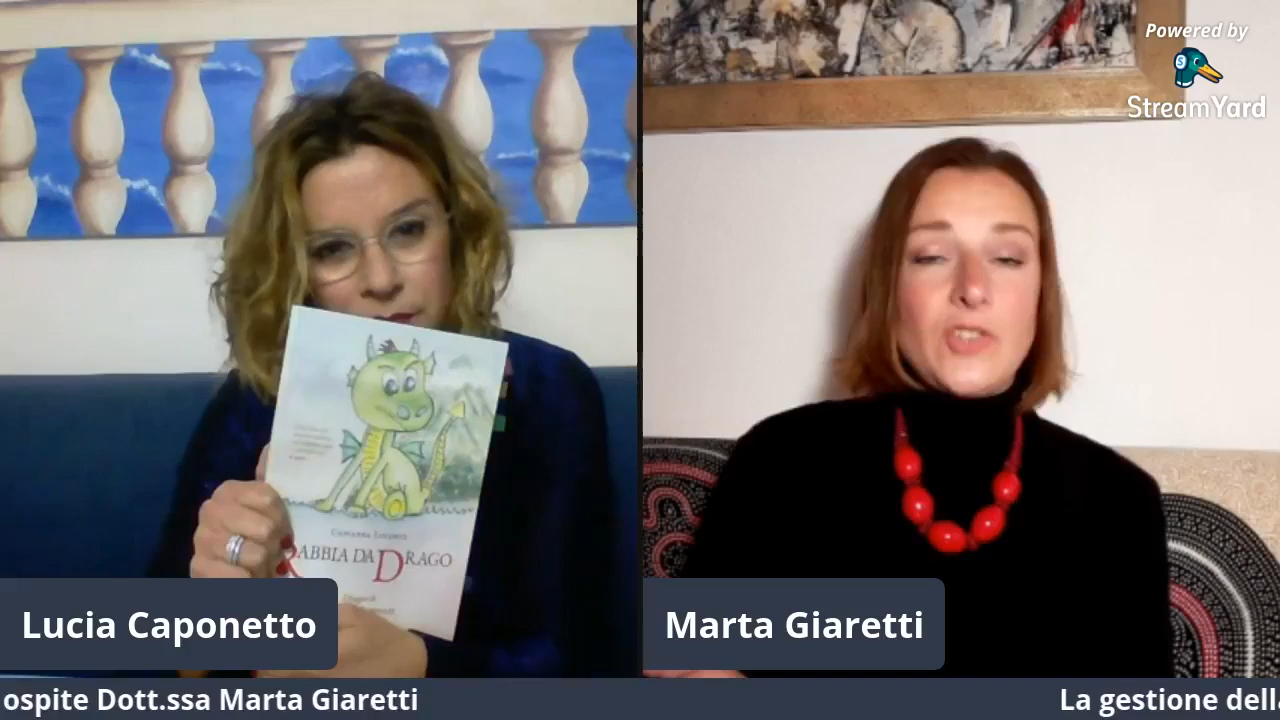 Powered by
StreamYard
RABBIA DA DRAGO
Lucia Caponetto
Marta Giaretti
ospite Dott.ssa Marta Giaretti
La gestione dell